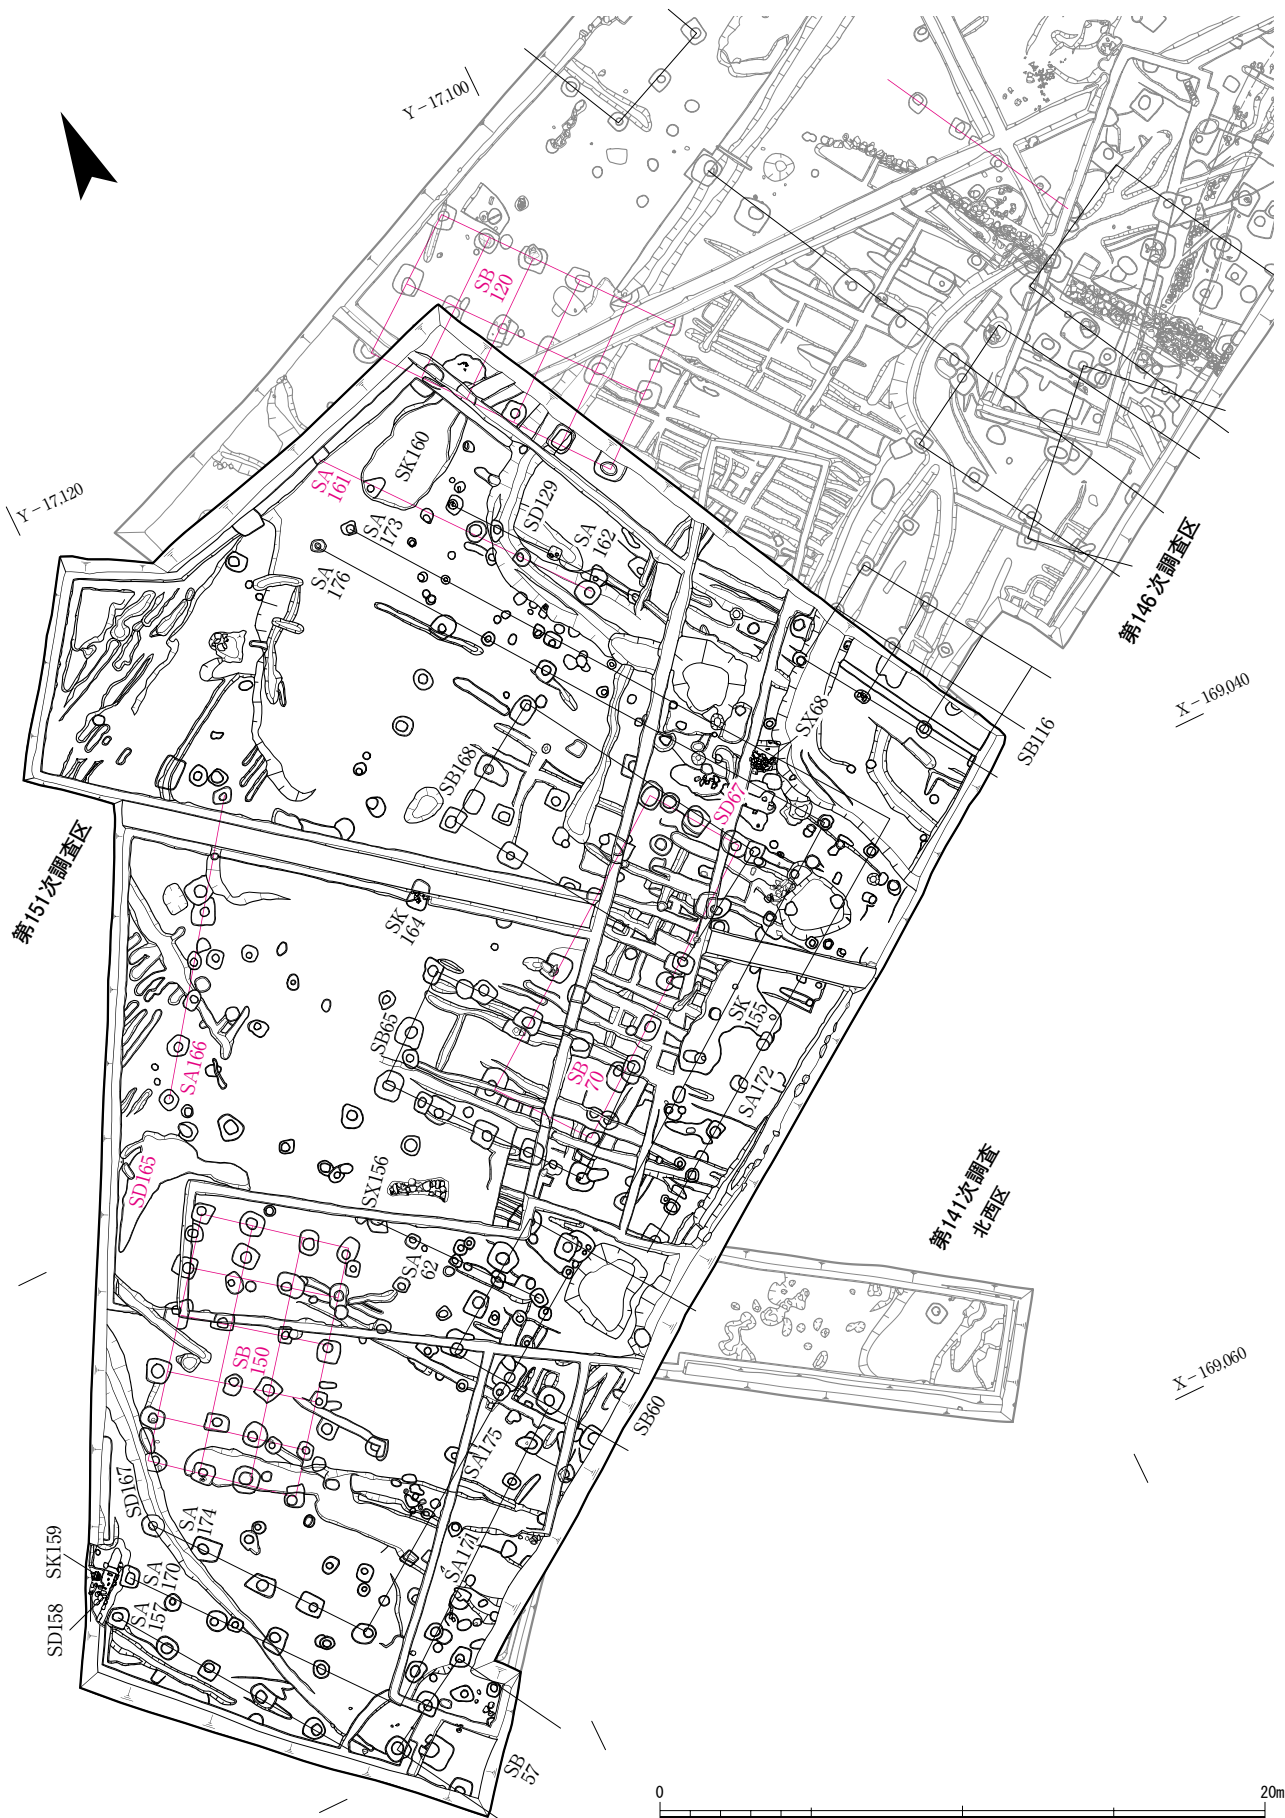 Y－17,100
SB
120
Y－17,120
SA
161
SK160
SA
173
SD129
SA
162
SA
176
第146次調査区
X－169,040
SX68
SB116
SB168
SD67
第151次調査区
SK
164
SK
155
SB65
SB
70
SA166
SA172
SD165
SX156
SA
62
第141次調査
北西区
SB
150
X－169,060
SB60
SA175
SD167
SA
174
SA171
SK159
SA
170
SA
157
SD158
SB
57
0
20m